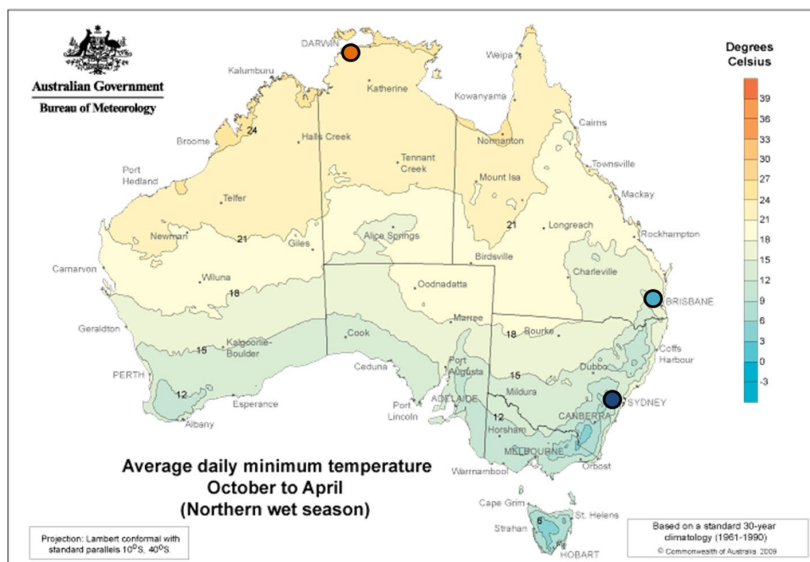 Australian Government
Bureau of Meteorology
DARWIN
Katherine
Weipa
Kowanyama
Kalumburu
Broome
24
Halls Creek
Normanton
Cairns
Townsville
Port
Hedland
Telfer
Tennant
Creek
Mount Isa
Mackay
Newman
21
21
Longreach
Rockhampton
Giles
Alice Springs
Birdsville
Charleville
Carnarvon
Wiluna
18
Oodnadatta
BRISBANE
Geraldton
15
Kalgoorlie-
Boulder
Cook
Marree
18
Bourke
Coffs
Harbour
PERTH
12
Esperance
Albany
Ceduna
Port
Augusta
15
Dubbo
Port
Lincoln
ADELAIDE
Mildura
SYDNEY
12
CANBERRA
Horsham
MELBOURNE
Orbost
Warrnambool
Cape Grim
St. Helens
Strahan
6
HOBART
Degrees
Celsius
39
36
33
30
27
24
21
18
15
12
9
6
3
0
-3
Average daily minimum temperature
October to April
(Northern wet season)
Projection: Lambert conformal with
standard parallels 10°S, 40°S.
Based on a standard 30-year
climatology (1961-1990)
© Commonwealth of Australia, 2009